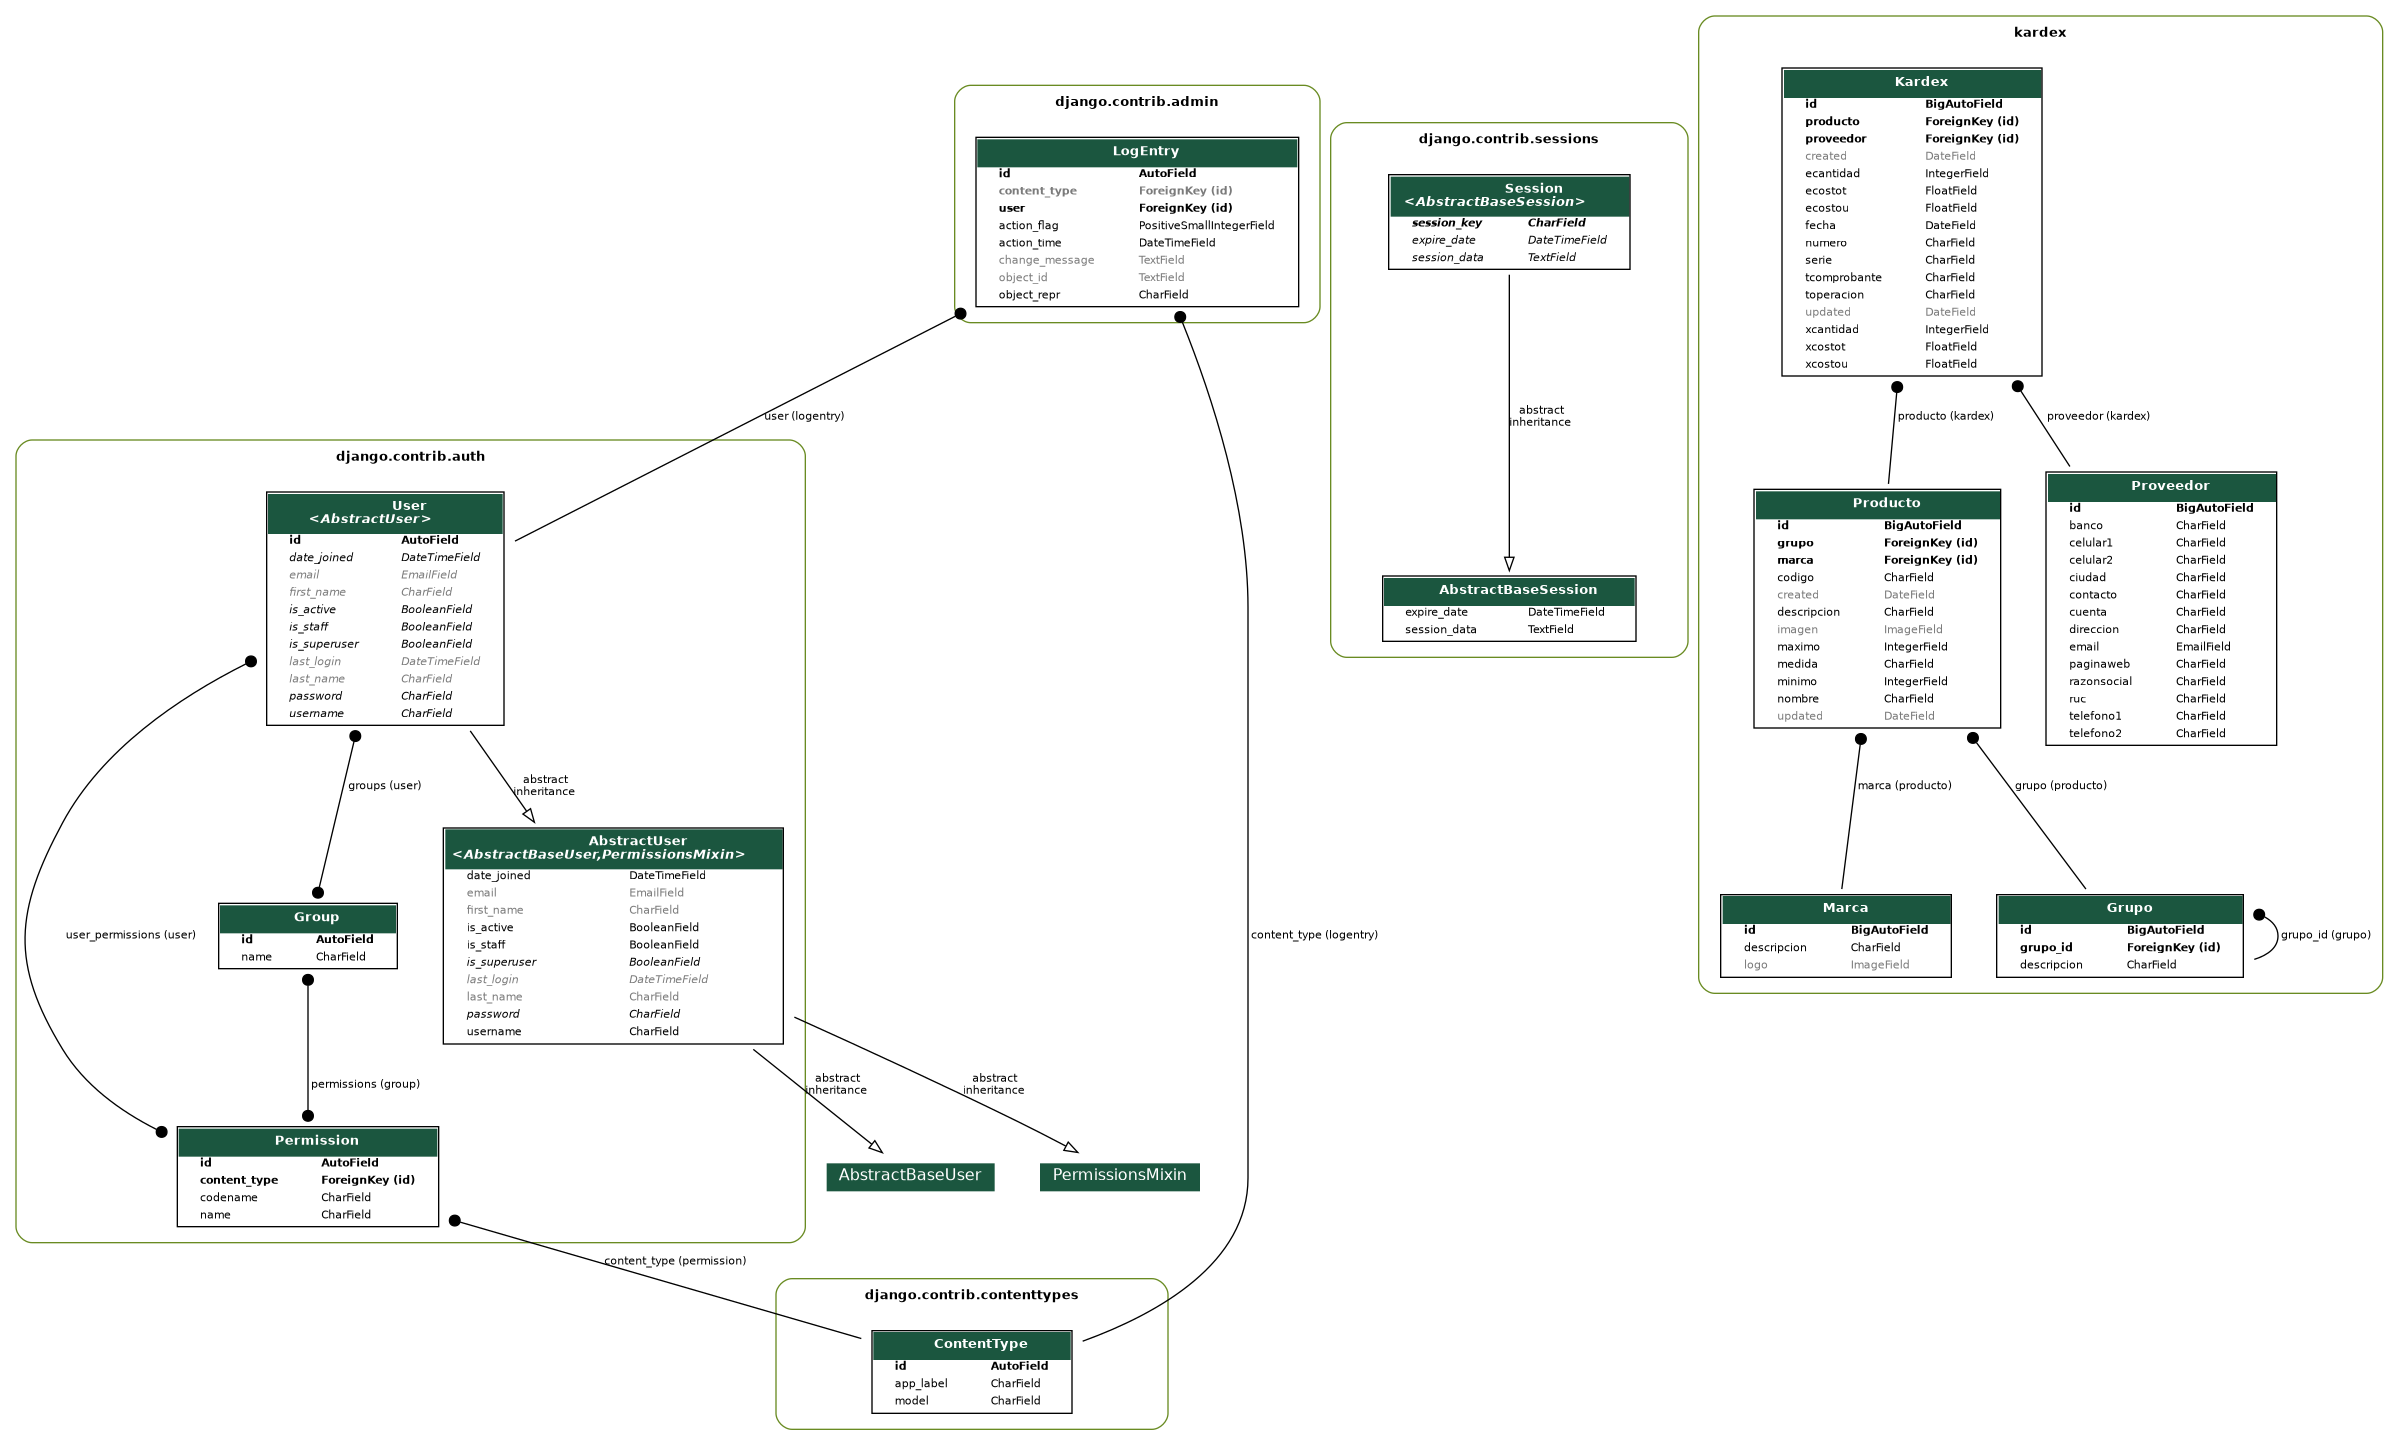 kardex
Kardex
id BigAutoField
producto ForeignKey (id)
proveedor ForeignKey (id)
created DateField
ecantidad IntegerField
ecostot FloatField
ecostou FloatField
fecha DateField
numero CharField
serie CharField
tcomprobante CharField
toperacion CharField
updated DateField
xcantidad IntegerField
xcostot FloatField
xcostou FloatField
django.contrib.admin
LogEntry
id AutoField
content_type ForeignKey (id)
user ForeignKey (id)
action_flag PositiveSmallIntegerField
action_time DateTimeField
change_message TextField
object_id TextField
object_repr CharField
django.contrib.sessions
Session
<AbstractBaseSession>
session_key CharField
expire_date DateTimeField
session_data TextField
user (logentry)
abstract
inheritance
producto (kardex)
proveedor (kardex)
django.contrib.auth
User
<AbstractUser>
id AutoField
date_joined DateTimeField
email EmailField
first_name CharField
is_active BooleanField
is_staff BooleanField
is_superuser BooleanField
last_login DateTimeField
last_name CharField
password CharField
username CharField
AbstractBaseSession
expire_date DateTimeField
session_data TextField
Producto
id BigAutoField
grupo ForeignKey (id)
marca ForeignKey (id)
codigo CharField
created DateField
descripcion CharField
imagen ImageField
maximo IntegerField
medida CharField
minimo IntegerField
nombre CharField
updated DateField
Proveedor
id BigAutoField
banco CharField
celular1 CharField
celular2 CharField
ciudad CharField
contacto CharField
cuenta CharField
direccion CharField
email EmailField
paginaweb CharField
razonsocial CharField
ruc CharField
telefono1 CharField
telefono2 CharField
groups (user)
abstract
inheritance
marca (producto)
grupo (producto)
AbstractUser
<AbstractBaseUser,PermissionsMixin>
date_joined DateTimeField
email EmailField
first_name CharField
is_active BooleanField
is_staff BooleanField
is_superuser BooleanField
last_login DateTimeField
last_name CharField
password CharField
username CharField
Group
id AutoField
name CharField
user_permissions (user)
content_type (logentry)
Marca
id BigAutoField
descripcion CharField
logo ImageField
Grupo
id BigAutoField
grupo_id ForeignKey (id)
descripcion CharField
grupo_id (grupo)
permissions (group)
abstract
inheritance
abstract
inheritance
Permission
id AutoField
content_type ForeignKey (id)
codename CharField
name CharField
AbstractBaseUser
PermissionsMixin
content_type (permission)
django.contrib.contenttypes
ContentType
id AutoField
app_label CharField
model CharField